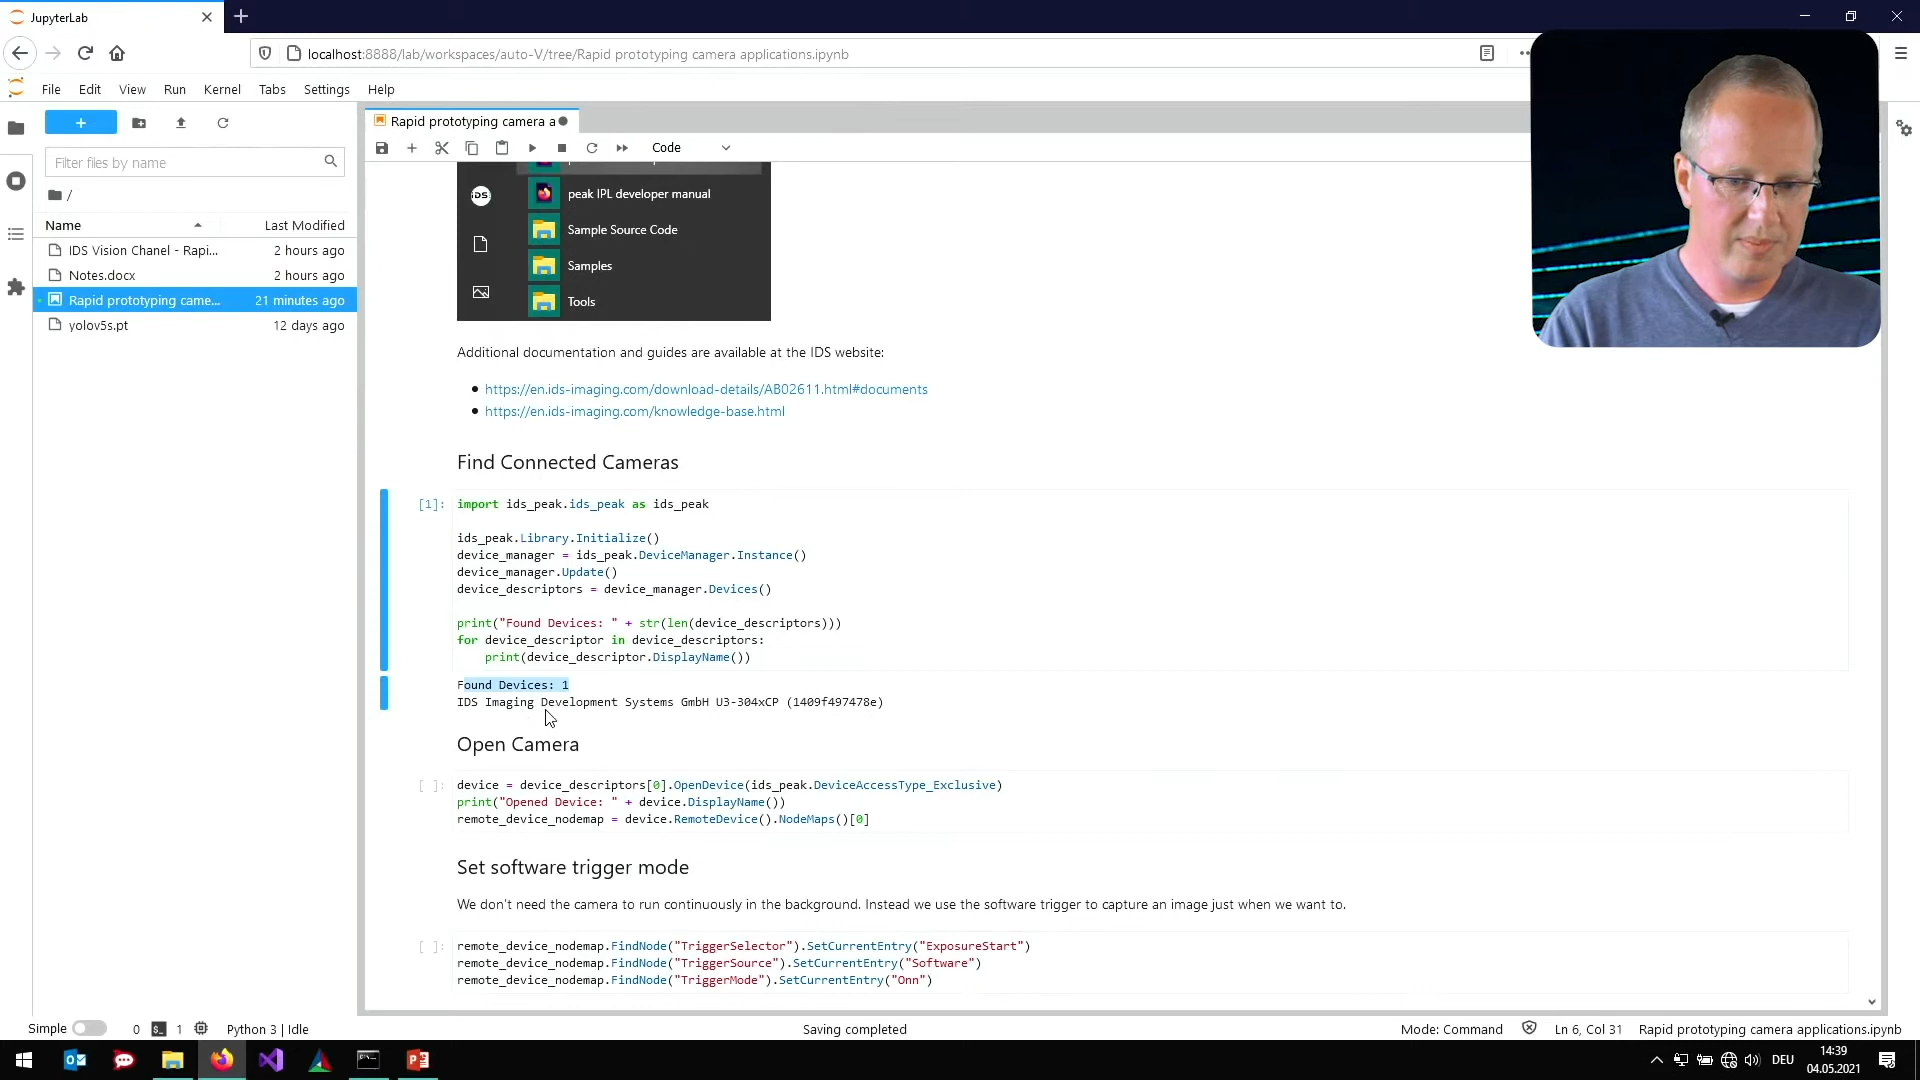 JupyterLab
localhost:8888/lab/workspaces/auto-V/tree/Rapid prototyping camera applications.ipynb
File Edit View Run Kernel Tabs Settings Help
Rapid prototyping camera a
Code
Filter files by name
/
Name Last Modified
IDS Vision Chanel - Rapi... 2 hours ago
Notes.docx 2 hours ago
Rapid prototyping came... 21 minutes ago
yolov5s.pt 12 days ago
iDS
peak IPL developer manual
Sample Source Code
Samples
Tools
Additional documentation and guides are available at the IDS website:
https://en.ids-imaging.com/download-details/AB02611.html#documents
https://en.ids-imaging.com/knowledge-base.html
Find Connected Cameras
[1]: import ids_peak.ids_peak as ids_peak
ids_peak.Library.Initialize()
device_manager = ids_peak.DeviceManager.Instance()
device_manager.Update()
device_descriptors = device_manager.Devices()
print("Found Devices: " + str(len(device_descriptors)))
for device_descriptor in device_descriptors:
print(device_descriptor.DisplayName())
Found Devices: 1
IDS Imaging Development Systems GmbH U3-304xCP (1409f497478e)
Open Camera
[ ]: device = device_descriptors[0].OpenDevice(ids_peak.DeviceAccessType_Exclusive)
print("Opened Device: " + device.DisplayName())
remote_device_nodemap = device.RemoteDevice().NodeMaps()[0]
Set software trigger mode
We don't need the camera to run continuously in the background. Instead we use the software trigger to capture an image just when we want to.
[ ]: remote_device_nodemap.FindNode("TriggerSelector").SetCurrentEntry("ExposureStart")
remote_device_nodemap.FindNode("TriggerSource").SetCurrentEntry("Software")
remote_device_nodemap.FindNode("TriggerMode").SetCurrentEntry("Onn")
Simple 0 1 Python 3 | Idle Saving completed Mode: Command Ln 6, Col 31 Rapid prototyping camera applications.ipynb
DEU
14:39
04.05.2021